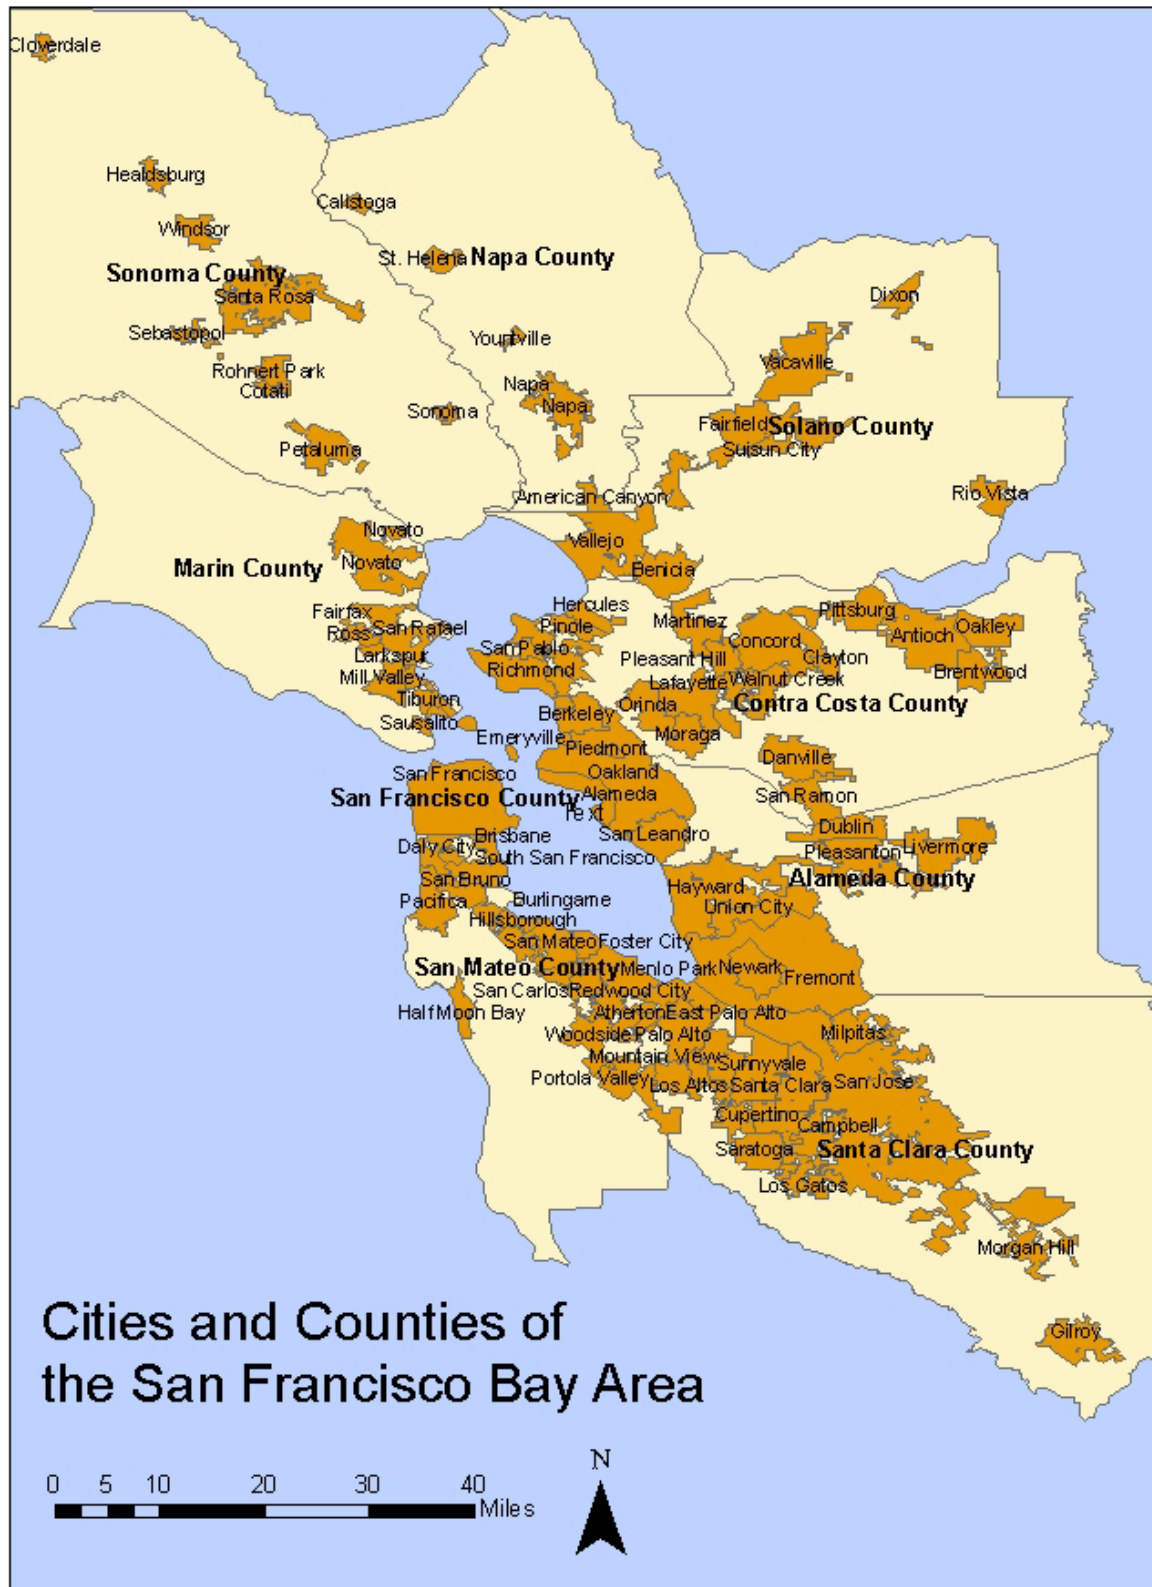 Cloverdale
Healdsburg
Calistoga
Windsor
St. Helena
Napa County
Sonoma County
Santa Rosa
Dixon
Sebastopol
Yountville
Vacaville
Rohnert Park
Cotati
Napa
Napa
Sonoma
Fairfield
Solano County
Petaluma
Suisun City
American Canyon
Rio Vista
Novato
Vallejo
Novato
Marin County
Benicia
Hercules
Fairfax
Pittsburg
Martinez
Pinole
Ross
San Rafael
Oakley
Antioch
Concord
San Pablo
Larkspur
Pleasant Hill
Clayton
Richmond
Brentwood
Mill Valley
Lafayette
Walnut Creek
Tiburon
Orinda
Contra Costa County
Berkeley
Sausalito
Emeryville
Moraga
Piedmont
Danville
San Francisco
Oakland
San Francisco County
Alameda
San Ramon
Text
Dublin
Brisbane
San Leandro
Daly City
Livermore
Pleasanton
South San Francisco
San Bruno
Alameda County
Hayward
Pacifica
Burlingame
Union City
Hillsborough
San Mateo
Foster City
San Mateo County
Menlo Park
Newark
Fremont
San Carlos
Redwood City
Half Moon Bay
Atherton
East Palo Alto
Woodside
Palo Alto
Milpitas
Mountain View
Sunnyvale
Portola Valley
Los Altos
Santa Clara
San Jose
Cupertino
Campbell
Saratoga
Santa Clara County
Los Gatos
Morgan Hill
Gilroy
Cities and Counties of
the San Francisco Bay Area
N
0 5 10 20 30 40
Miles